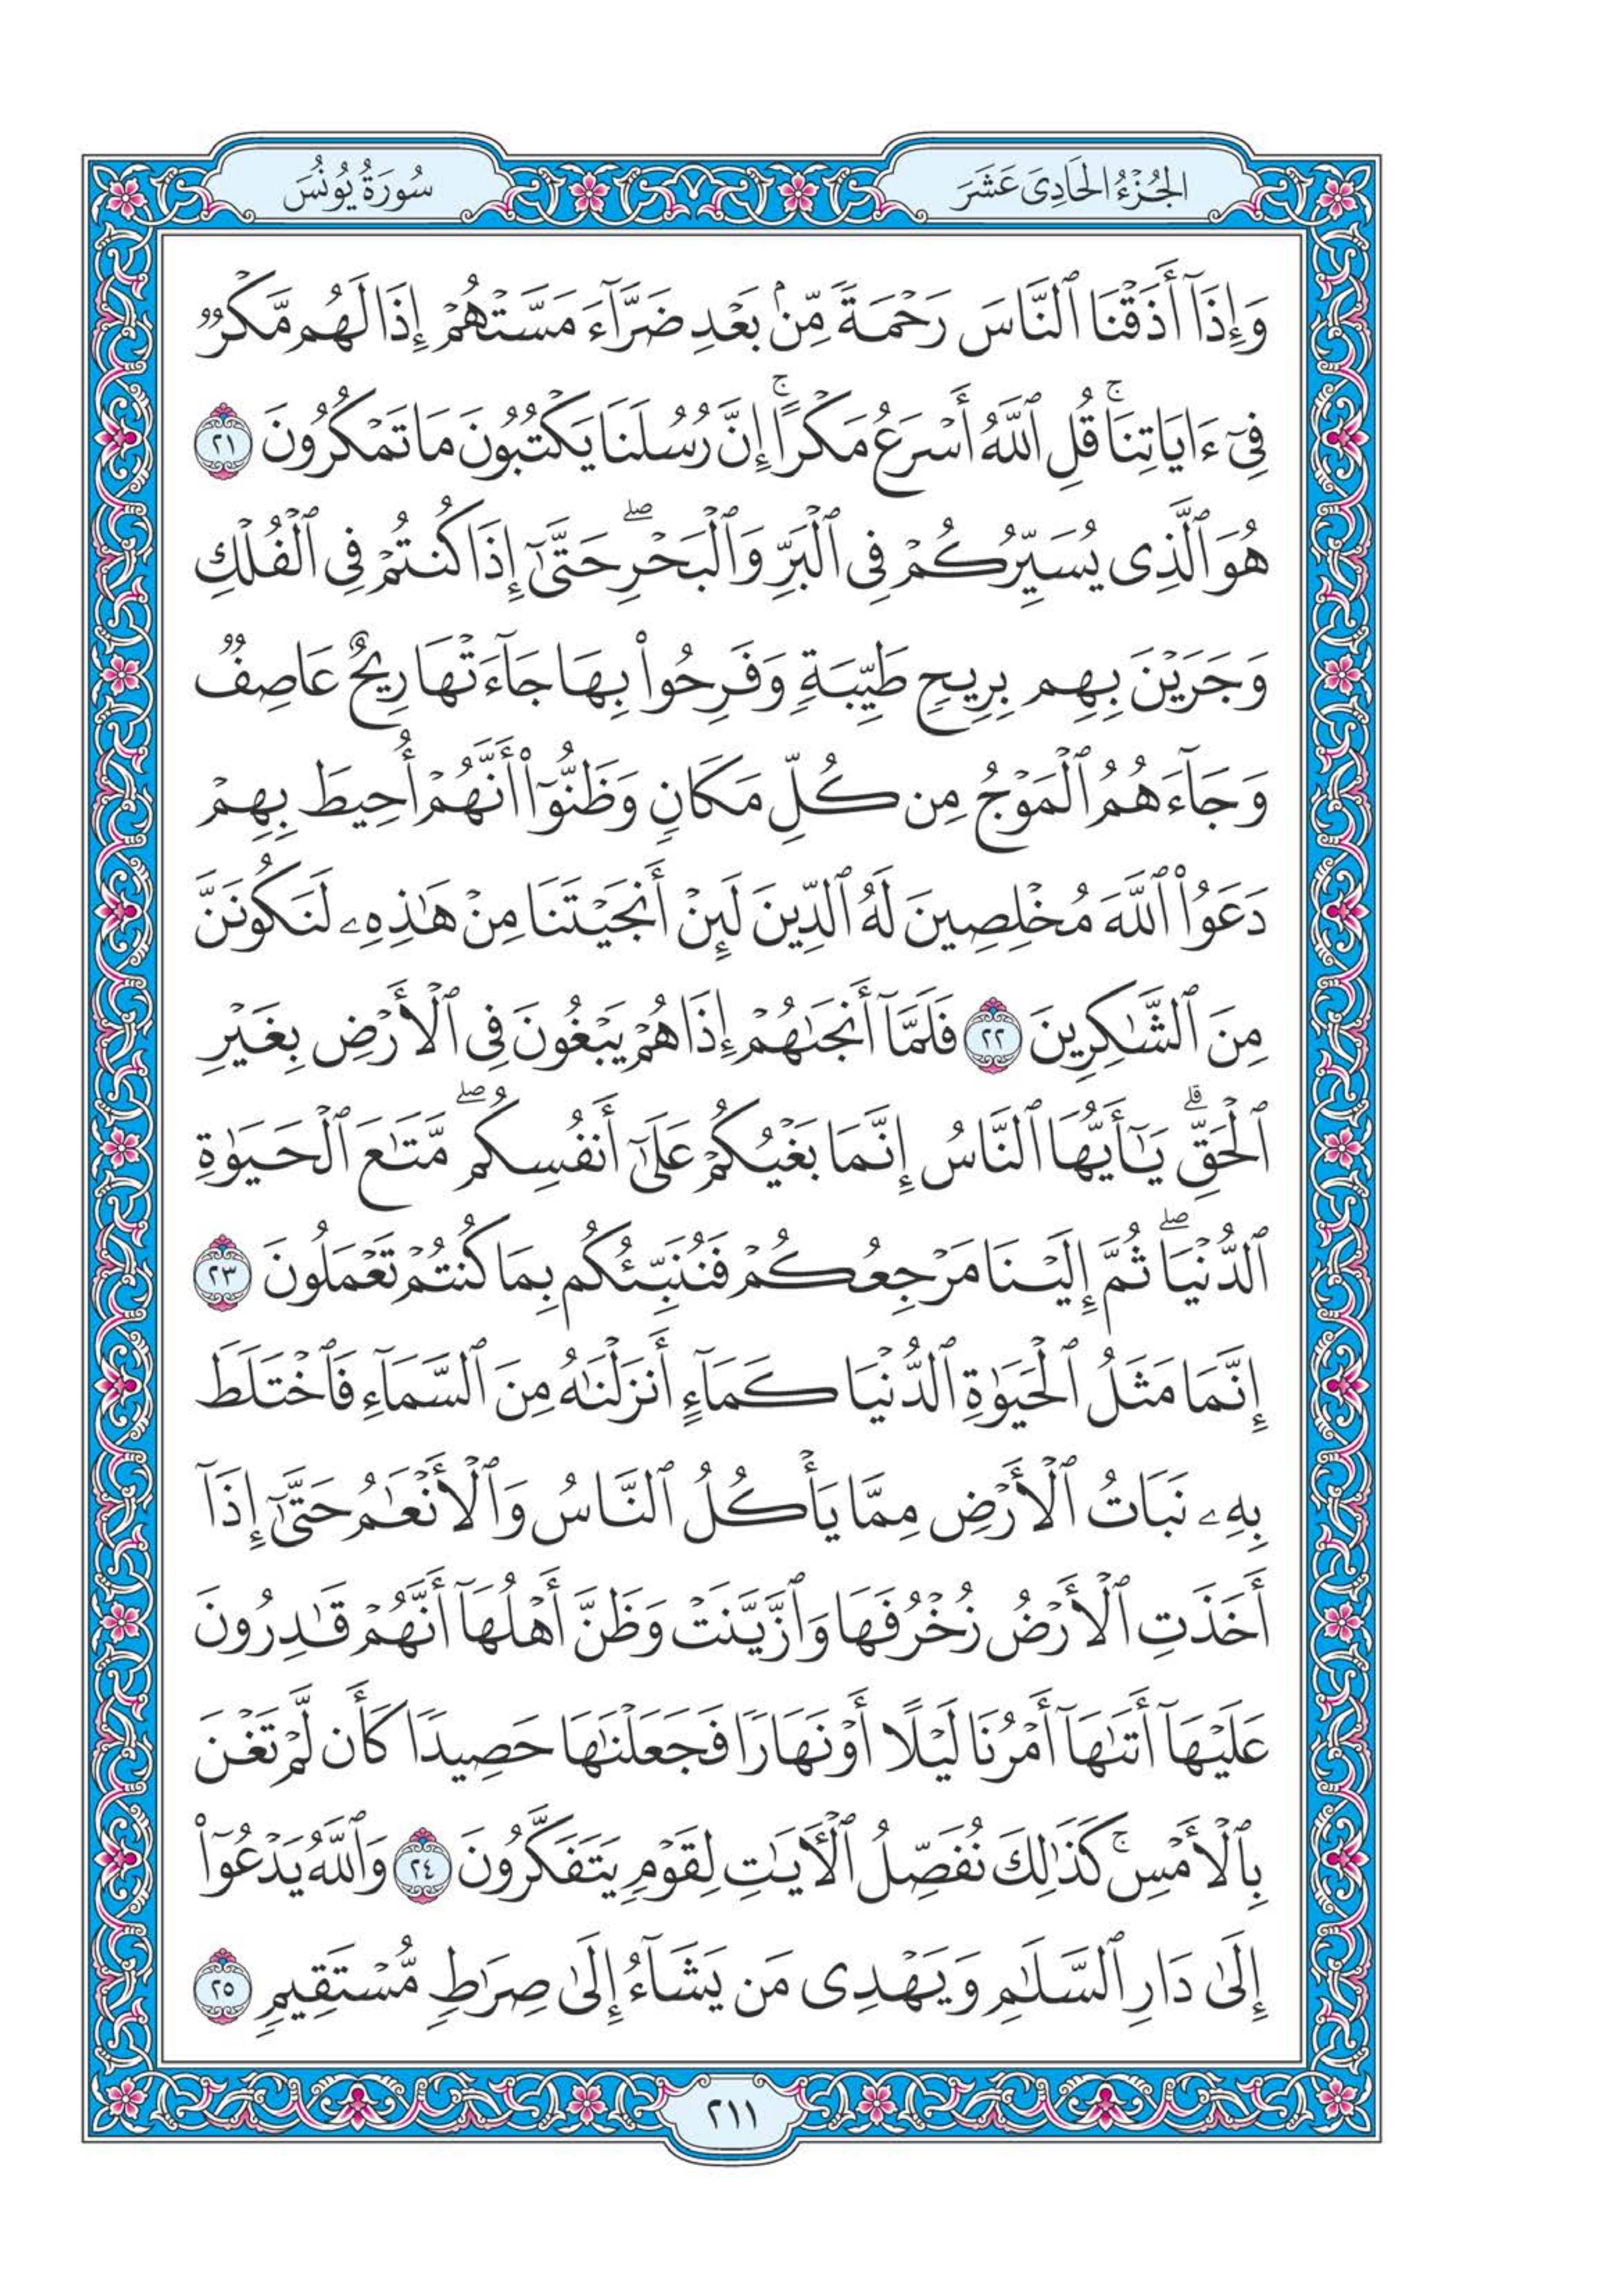 الجُزْءُ الحَادِيَ عَشَرَ
سُورَةُ يُونُسَ
وَإِذَآ أَذَقْنَا ٱلنَّاسَ رَحْمَةً مِّنۢ بَعْدِ ضَرَّآءَ مَسَّتْهُمْ إِذَا لَهُم مَّكْرٌ
فِىٓ ءَايَاتِنَا ۚ قُلِ ٱللَّهُ أَسْرَعُ مَكْرًا ۚ إِنَّ رُسُلَنَا يَكْتُبُونَ مَا تَمْكُرُونَ ٢١
هُوَ ٱلَّذِى يُسَيِّرُكُمْ فِى ٱلْبَرِّ وَٱلْبَحْرِ ۖ حَتَّىٰٓ إِذَا كُنتُمْ فِى ٱلْفُلْكِ
وَجَرَيْنَ بِهِم بِرِيحٍ طَيِّبَةٍ وَفَرِحُوا۟ بِهَا جَآءَتْهَا رِيحٌ عَاصِفٌ
وَجَآءَهُمُ ٱلْمَوْجُ مِن كُلِّ مَكَانٍ وَظَنُّوٓا۟ أَنَّهُمْ أُحِيطَ بِهِمْ
دَعَوُا۟ ٱللَّهَ مُخْلِصِينَ لَهُ ٱلدِّينَ لَئِنْ أَنجَيْتَنَا مِنْ هَٰذِهِۦ لَنَكُونَنَّ
مِنَ ٱلشَّٰكِرِينَ ٢٢ فَلَمَّآ أَنجَىٰهُمْ إِذَا هُمْ يَبْغُونَ فِى ٱلْأَرْضِ بِغَيْرِ
ٱلْحَقِّ ۗ يَٰٓأَيُّهَا ٱلنَّاسُ إِنَّمَا بَغْيُكُمْ عَلَىٰٓ أَنفُسِكُم ۖ مَّتَٰعَ ٱلْحَيَوٰةِ
ٱلدُّنْيَا ۖ ثُمَّ إِلَيْنَا مَرْجِعُكُمْ فَنُنَبِّئُكُم بِمَا كُنتُمْ تَعْمَلُونَ ٢٣
إِنَّمَا مَثَلُ ٱلْحَيَوٰةِ ٱلدُّنْيَا كَمَآءٍ أَنزَلْنَٰهُ مِنَ ٱلسَّمَآءِ فَٱخْتَلَطَ
بِهِۦ نَبَاتُ ٱلْأَرْضِ مِمَّا يَأْكُلُ ٱلنَّاسُ وَٱلْأَنْعَٰمُ حَتَّىٰٓ إِذَآ
أَخَذَتِ ٱلْأَرْضُ زُخْرُفَهَا وَٱزَّيَّنَتْ وَظَنَّ أَهْلُهَآ أَنَّهُمْ قَٰدِرُونَ
عَلَيْهَآ أَتَىٰهَآ أَمْرُنَا لَيْلًا أَوْ نَهَارًا فَجَعَلْنَٰهَا حَصِيدًا كَأَن لَّمْ تَغْنَ
بِٱلْأَمْسِ ۚ كَذَٰلِكَ نُفَصِّلُ ٱلْءَايَٰتِ لِقَوْمٍ يَتَفَكَّرُونَ ٢٤ وَٱللَّهُ يَدْعُوٓا۟
إِلَىٰ دَارِ ٱلسَّلَٰمِ وَيَهْدِى مَن يَشَآءُ إِلَىٰ صِرَٰطٍ مُّسْتَقِيمٍ ٢٥
٢١١